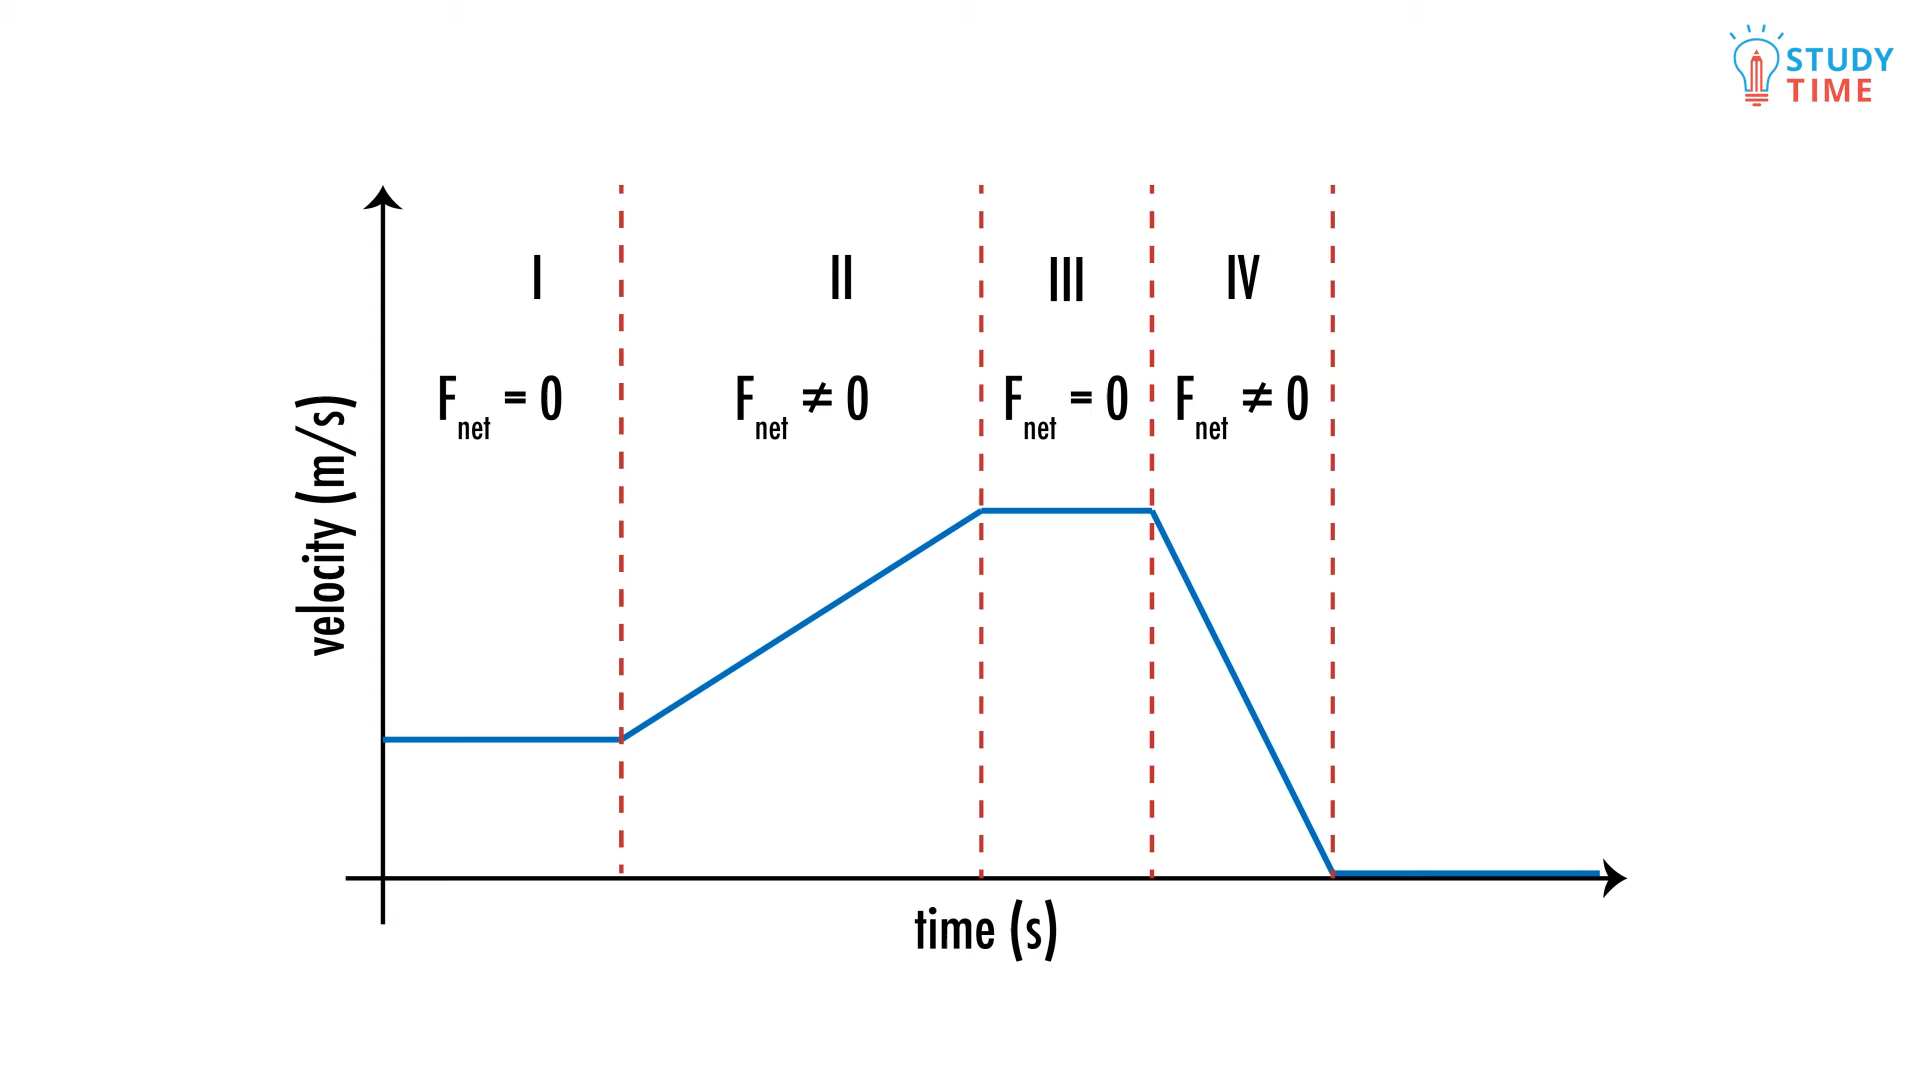 STUDY
TIME
I
II
III
IV
Fnet = 0
Fnet ≠ 0
Fnet = 0
Fnet ≠ 0
velocity (m/s)
time (s)